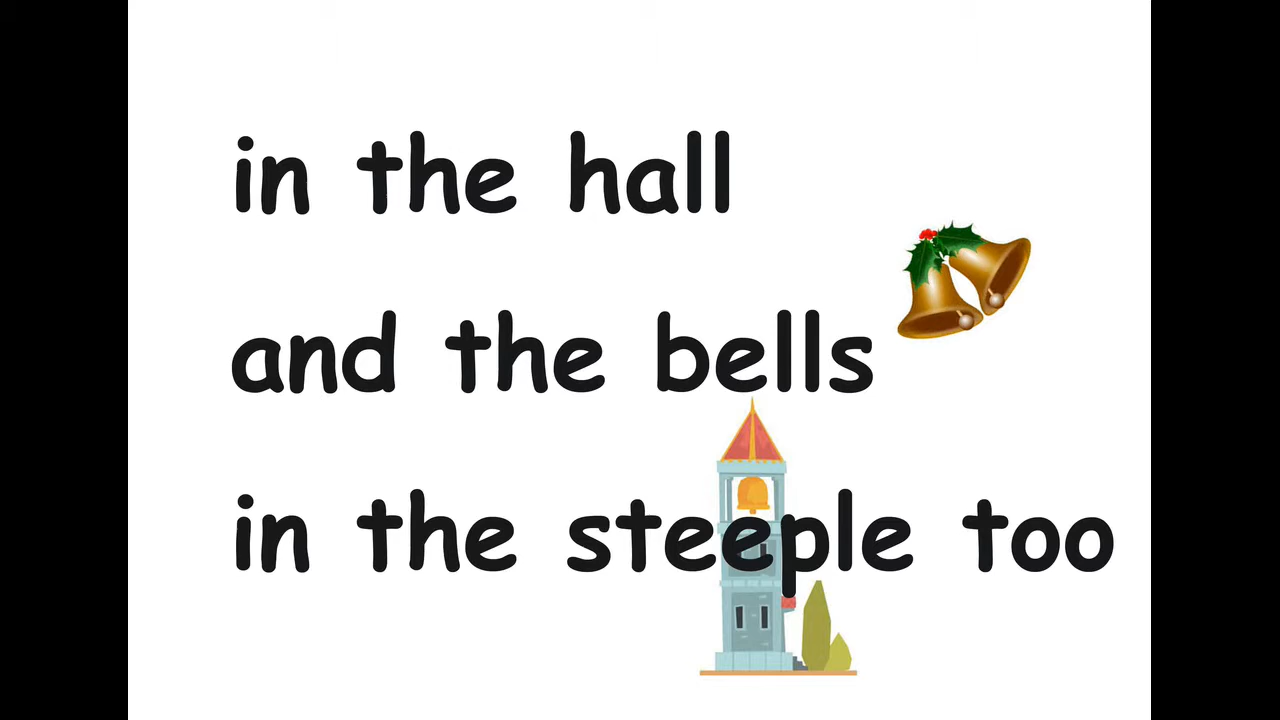 in the hall
and the bells
in the steeple too